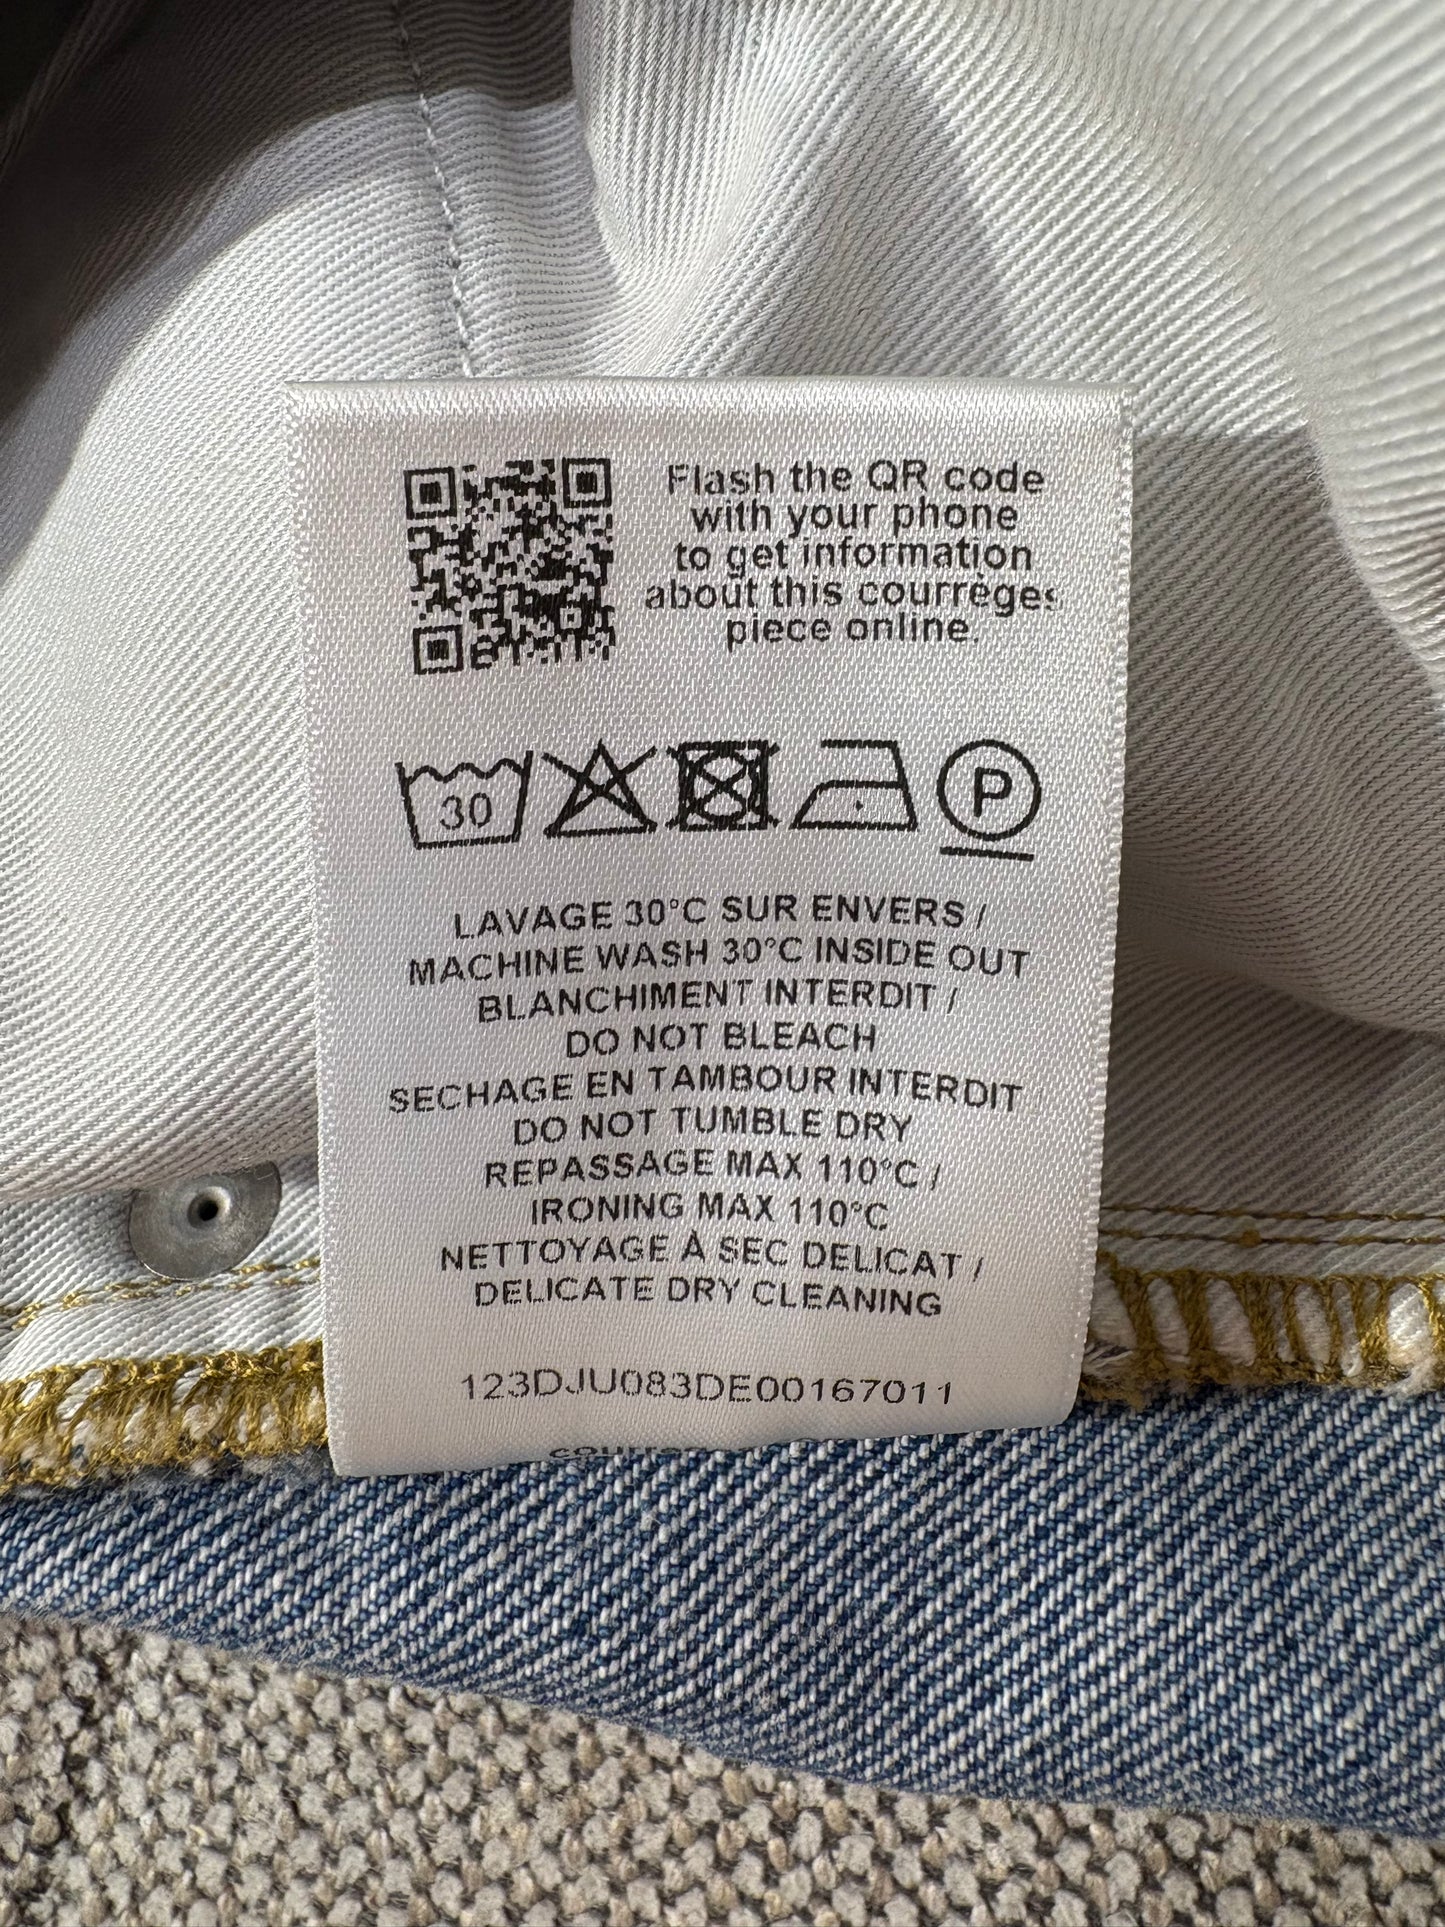 Flash the QR code
with your phone
to get information
about this courrèges
piece online.
30
P
LAVAGE 30°C SUR ENVERS /
MACHINE WASH 30°C INSIDE OUT
BLANCHIMENT INTERDIT /
DO NOT BLEACH
SECHAGE EN TAMBOUR INTERDIT
DO NOT TUMBLE DRY
REPASSAGE MAX 110°C /
IRONING MAX 110°C
NETTOYAGE À SEC DELICAT /
DELICATE DRY CLEANING
123DJU083DE00167011